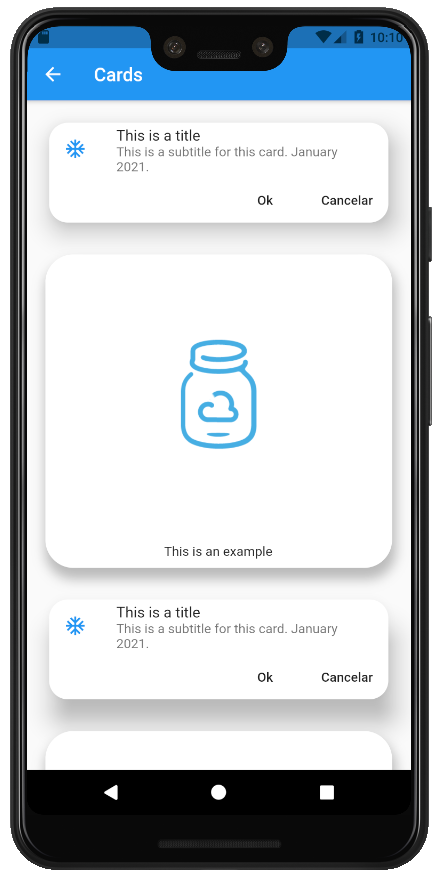 10:10
Cards
This is a title
This is a subtitle for this card. January
2021.
Ok Cancelar
This is an example
This is a title
This is a subtitle for this card. January
2021.
Ok Cancelar